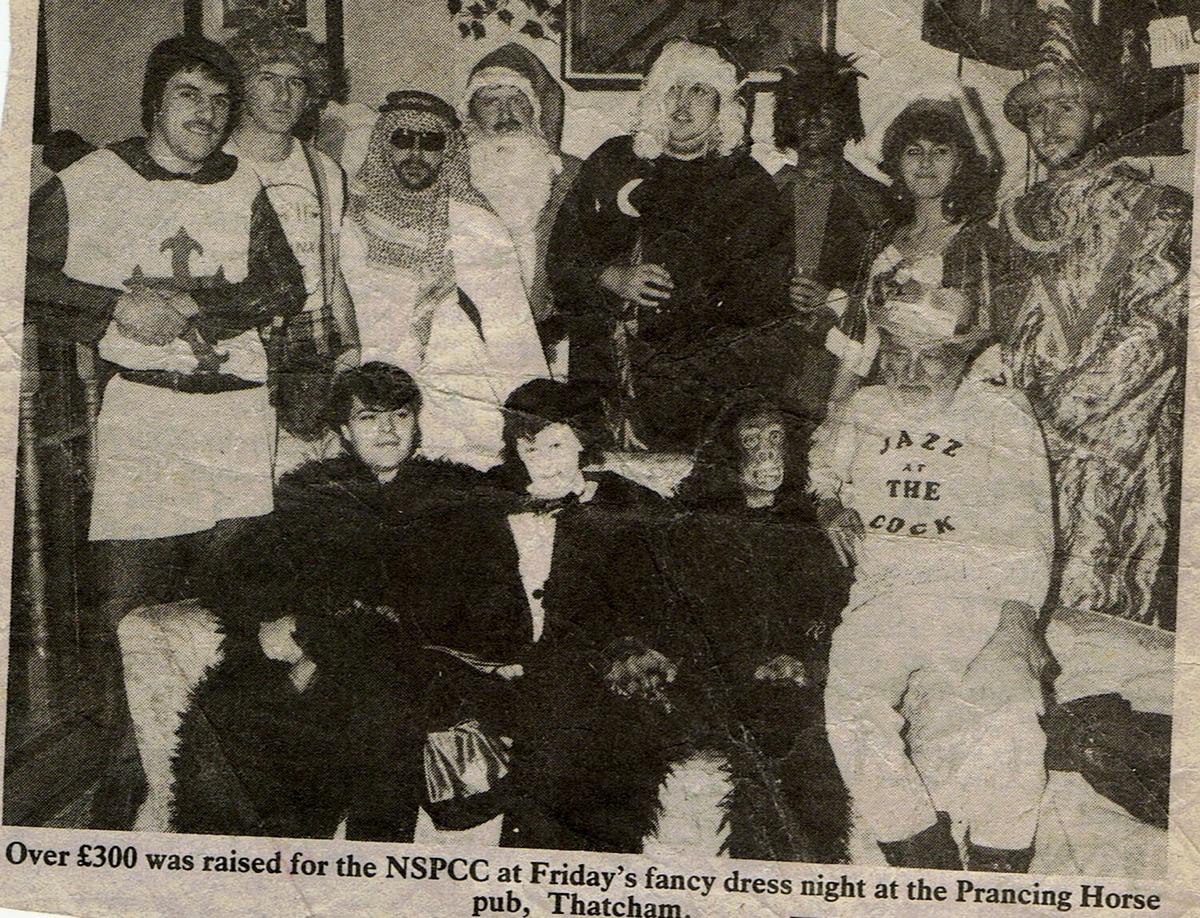 JAZZ
AT
THE
COCK
Over £300 was raised for the NSPCC at Friday's fancy dress night at the Prancing Horse
pub, Thatcham.